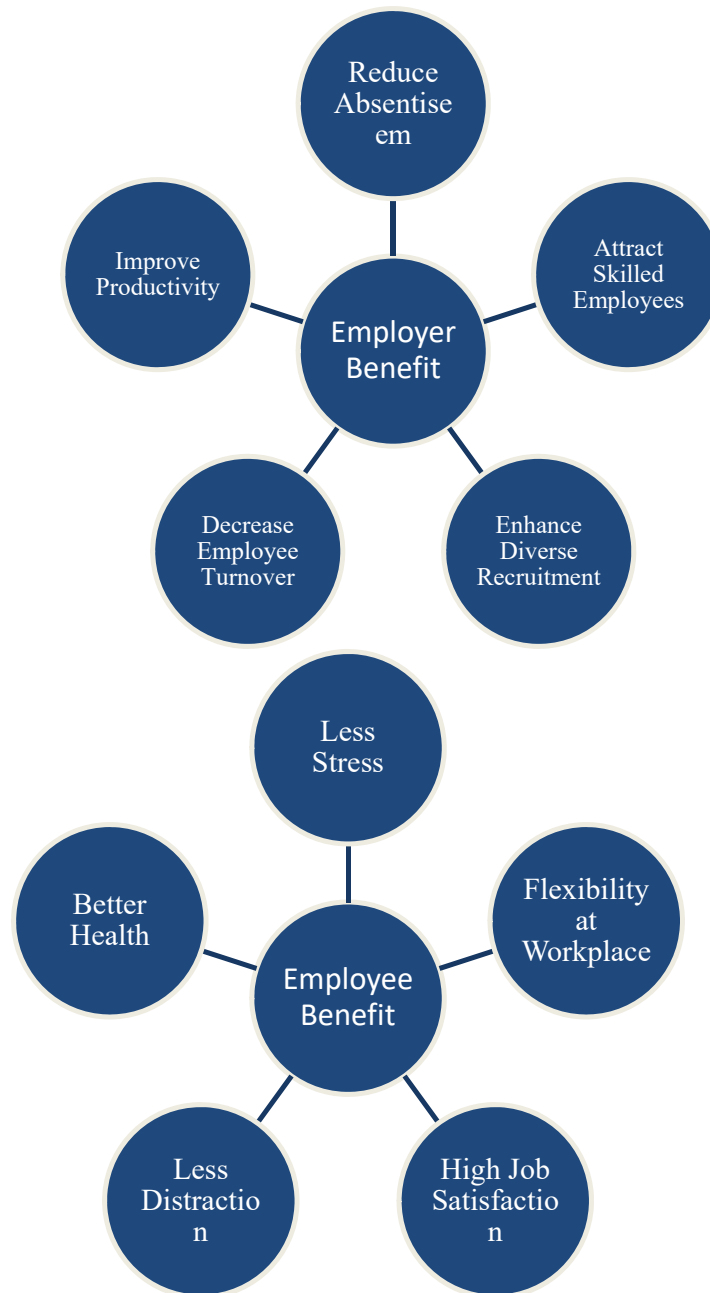 Reduce
Absentise
em
Improve
Productivity
Attract
Skilled
Employees
Employer
Benefit
Decrease
Employee
Turnover
Enhance
Diverse
Recruitment
Less
Stress
Better
Health
Flexibility
at
Workplace
Employee
Benefit
Less
Distractio
n
High Job
Satisfactio
n